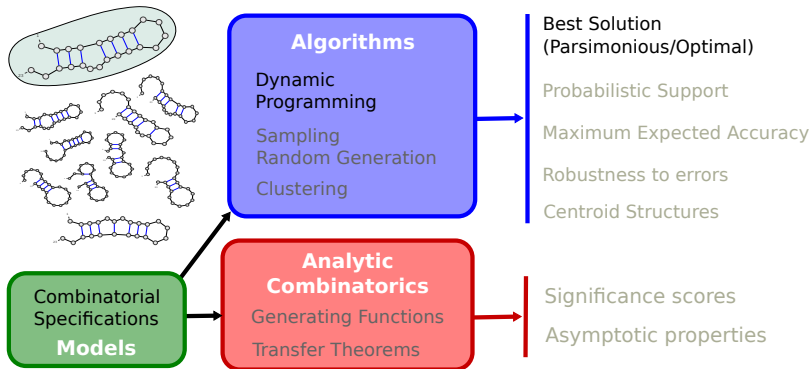 Algorithms
Dynamic
Programming
Sampling
Random Generation
Clustering
Best Solution
(Parsimonious/Optimal)
Probabilistic Support
Maximum Expected Accuracy
Robustness to errors
Centroid Structures
Combinatorial
Specifications
Models
Analytic
Combinatorics
Generating Functions
Transfer Theorems
Significance scores
Asymptotic properties